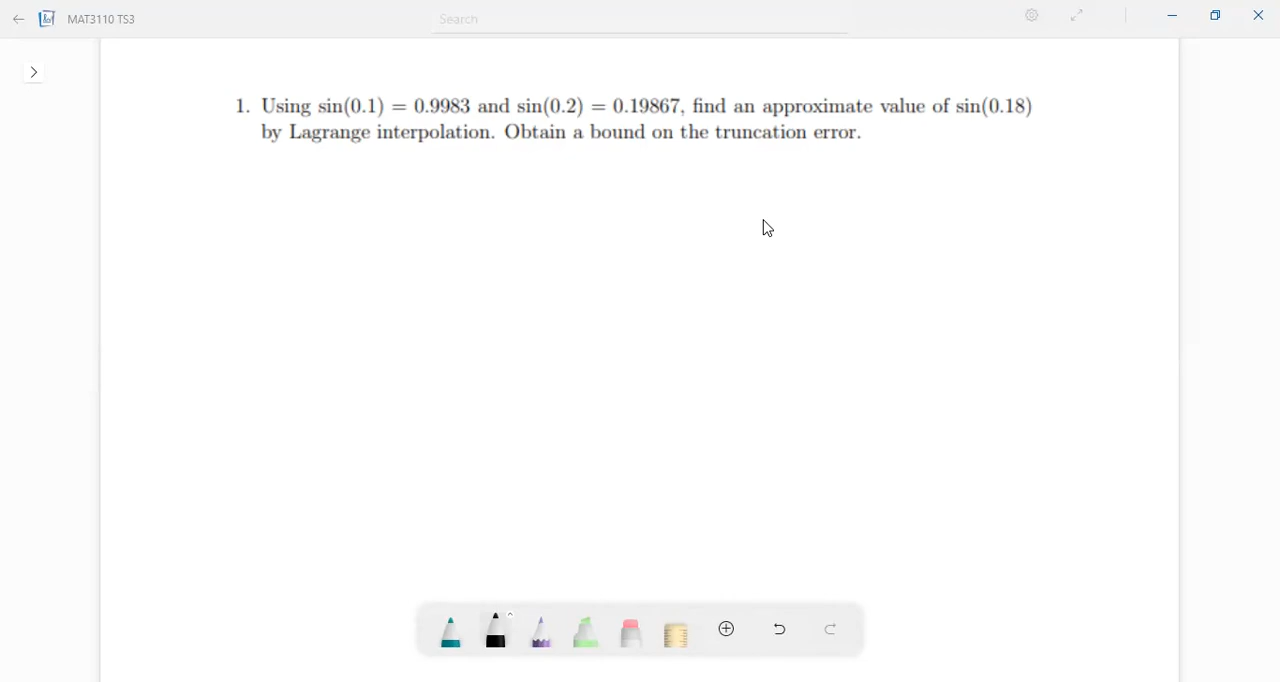 MAT3110 TS3
Search
1. Using sin(0.1) = 0.9983 and sin(0.2) = 0.19867, find an approximate value of sin(0.18)
by Lagrange interpolation. Obtain a bound on the truncation error.